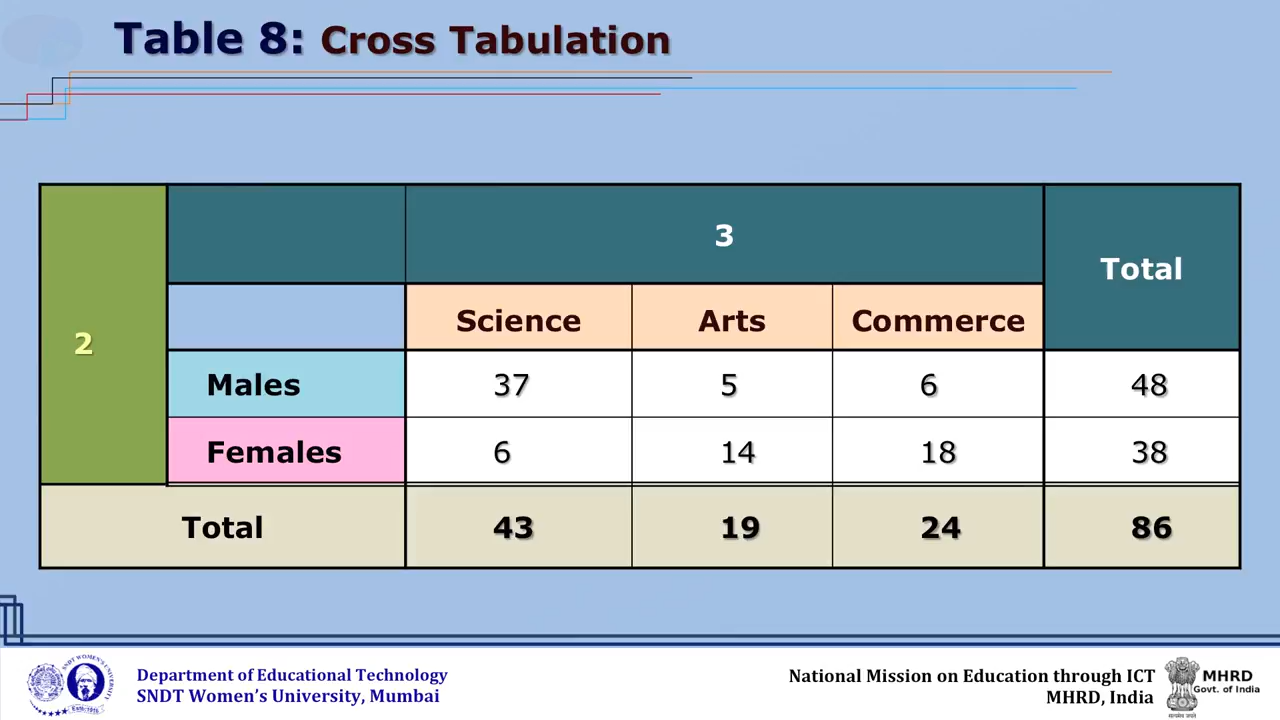 Table 8: Cross Tabulation
3
Total
2
Science Arts Commerce
Males 37 5 6 48
Females 6 14 18 38
Total 43 19 24 86
Department of Educational Technology
SNDT Women's University, Mumbai
National Mission on Education through ICT
MHRD, India
MHRD
Govt. of India